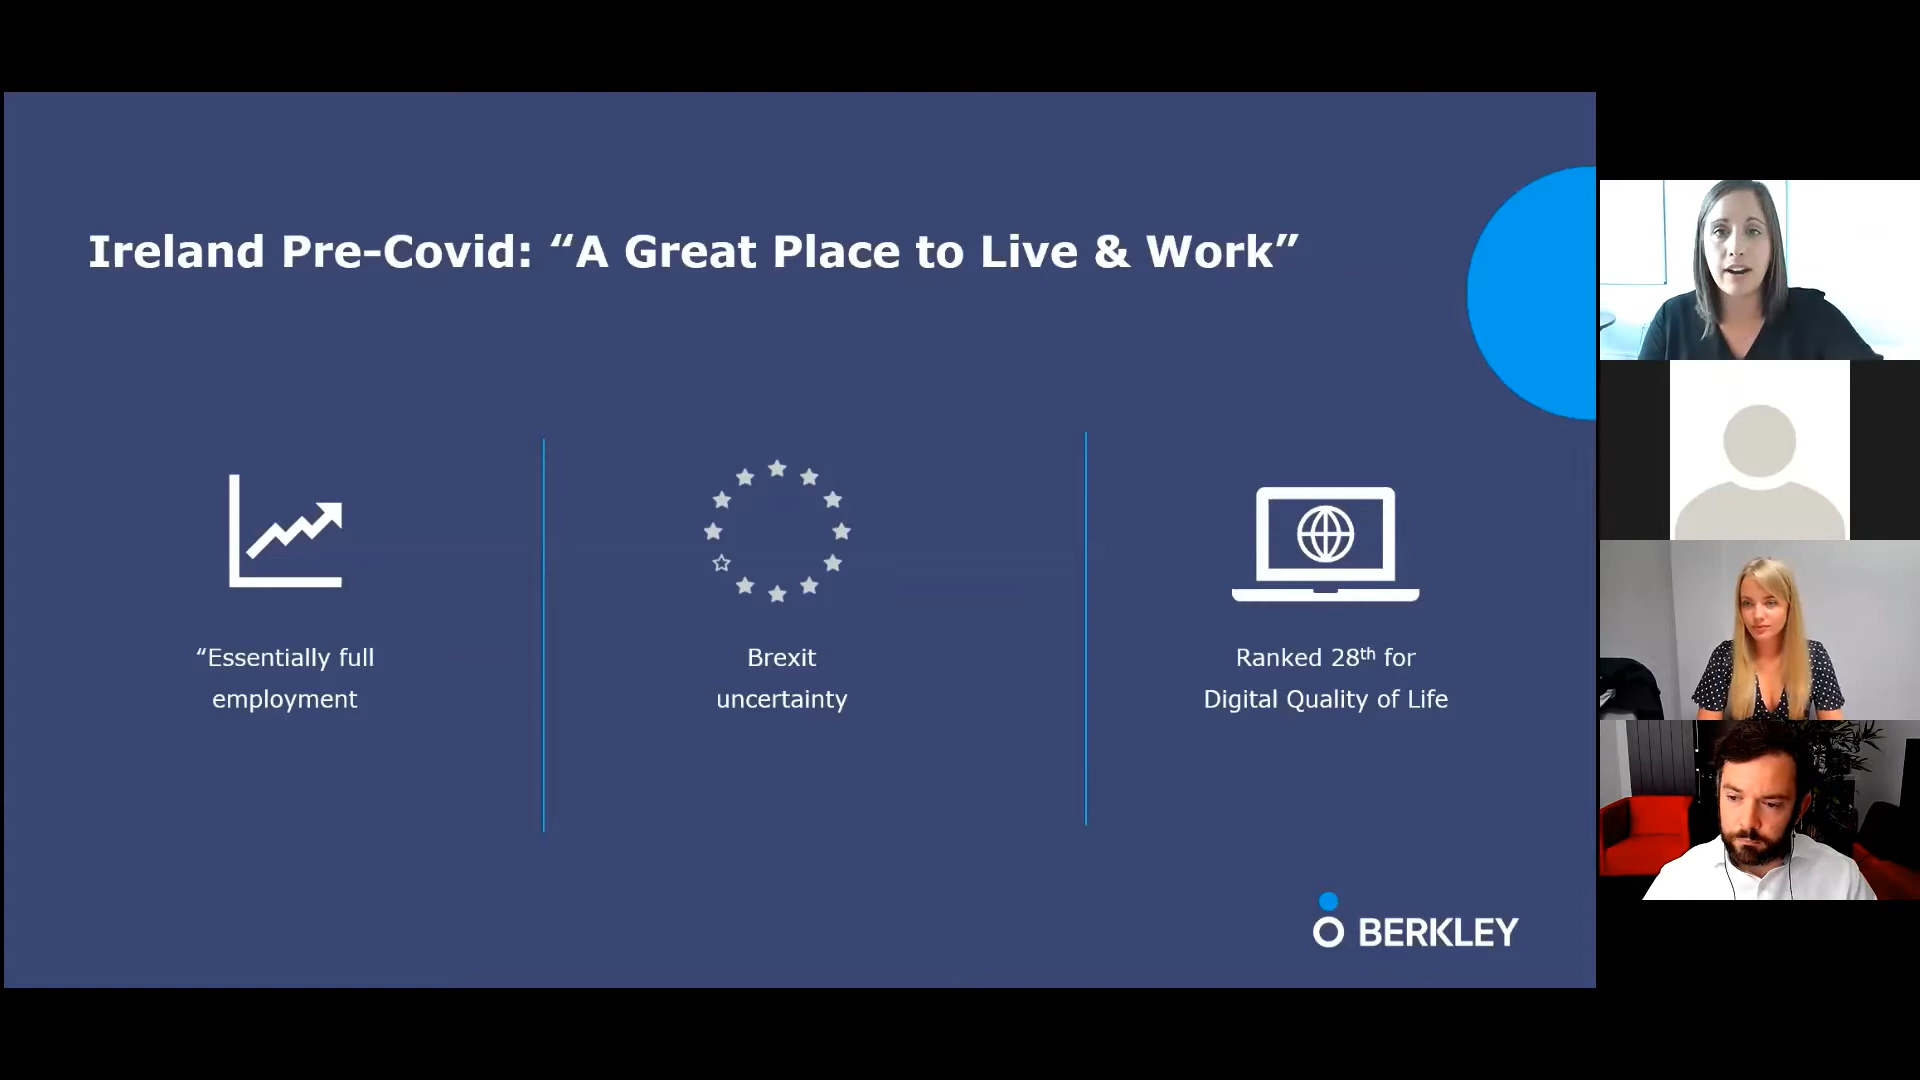 Ireland Pre-Covid: “A Great Place to Live & Work”
“Essentially full
employment
Brexit
uncertainty
Ranked 28th for
Digital Quality of Life
BERKLEY